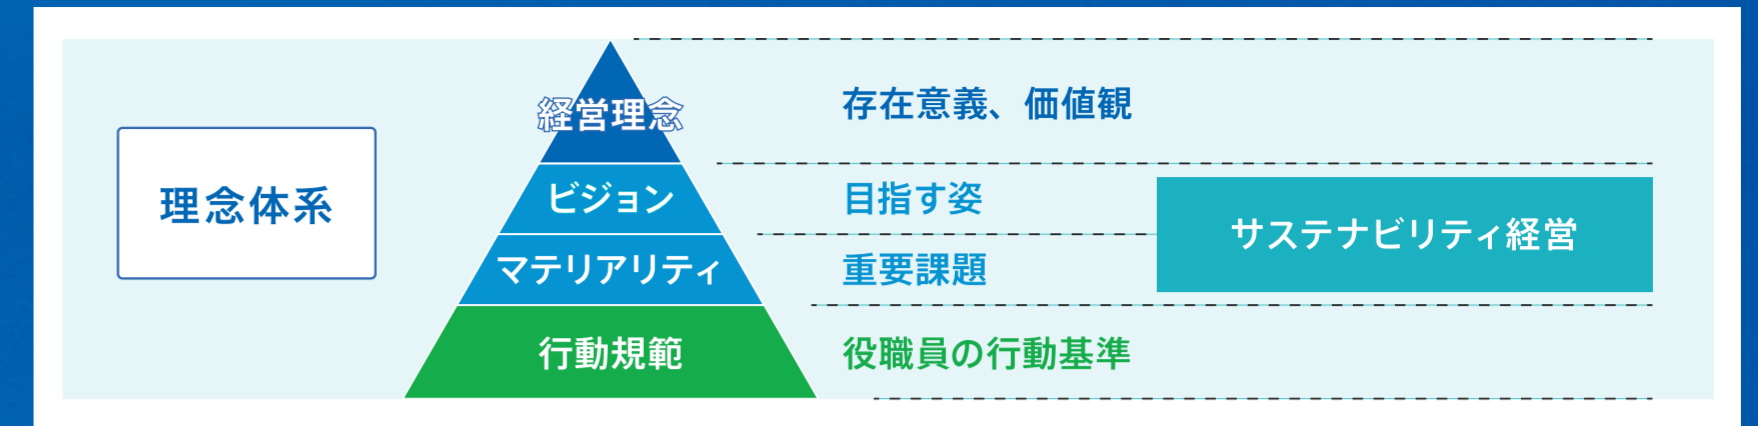 理念体系
経営理念
存在意義、価値観
ビジョン
目指す姿
マテリアリティ
重要課題
サステナビリティ経営
行動規範
役職員の行動基準